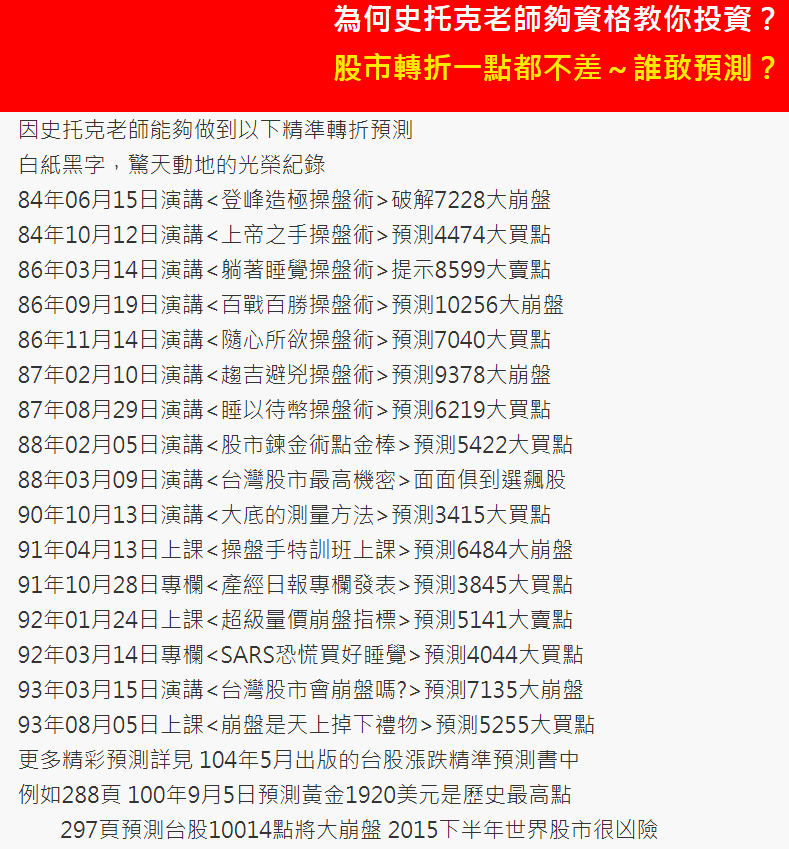 為何史托克老師夠資格教你投資？
股市轉折一點都不差～誰敢預測？
因史托克老師能夠做到以下精準轉折預測
白紙黑字，驚天動地的光榮紀錄
84年06月15日演講<登峰造極操盤術>破解7228大崩盤
84年10月12日演講<上帝之手操盤術>預測4474大買點
86年03月14日演講<躺著睡覺操盤術>提示8599大賣點
86年09月19日演講<百戰百勝操盤術>預測10256大崩盤
86年11月14日演講<隨心所欲操盤術>預測7040大買點
87年02月10日演講<趨吉避兇操盤術>預測9378大崩盤
87年08月29日演講<睡以待幣操盤術>預測6219大買點
88年02月05日演講<股市鍊金術點金棒>預測5422大買點
88年03月09日演講<台灣股市最高機密>面面俱到選飆股
90年10月13日演講<大底的測量方法>預測3415大買點
91年04月13日上課<操盤手特訓班上課>預測6484大崩盤
91年10月28日專欄<產經日報專欄發表>預測3845大買點
92年01月24日上課<超級量價崩盤指標>預測5141大賣點
92年03月14日專欄<SARS恐慌買好睡覺>預測4044大買點
93年03月15日演講<台灣股市會崩盤嗎?>預測7135大崩盤
93年08月05日上課<崩盤是天上掉下禮物>預測5255大買點
更多精彩預測詳見 104年5月出版的台股漲跌精準預測書中
例如288頁 100年9月5日預測黃金1920美元是歷史最高點
297頁預測台股10014點將大崩盤 2015下半年世界股市很凶險